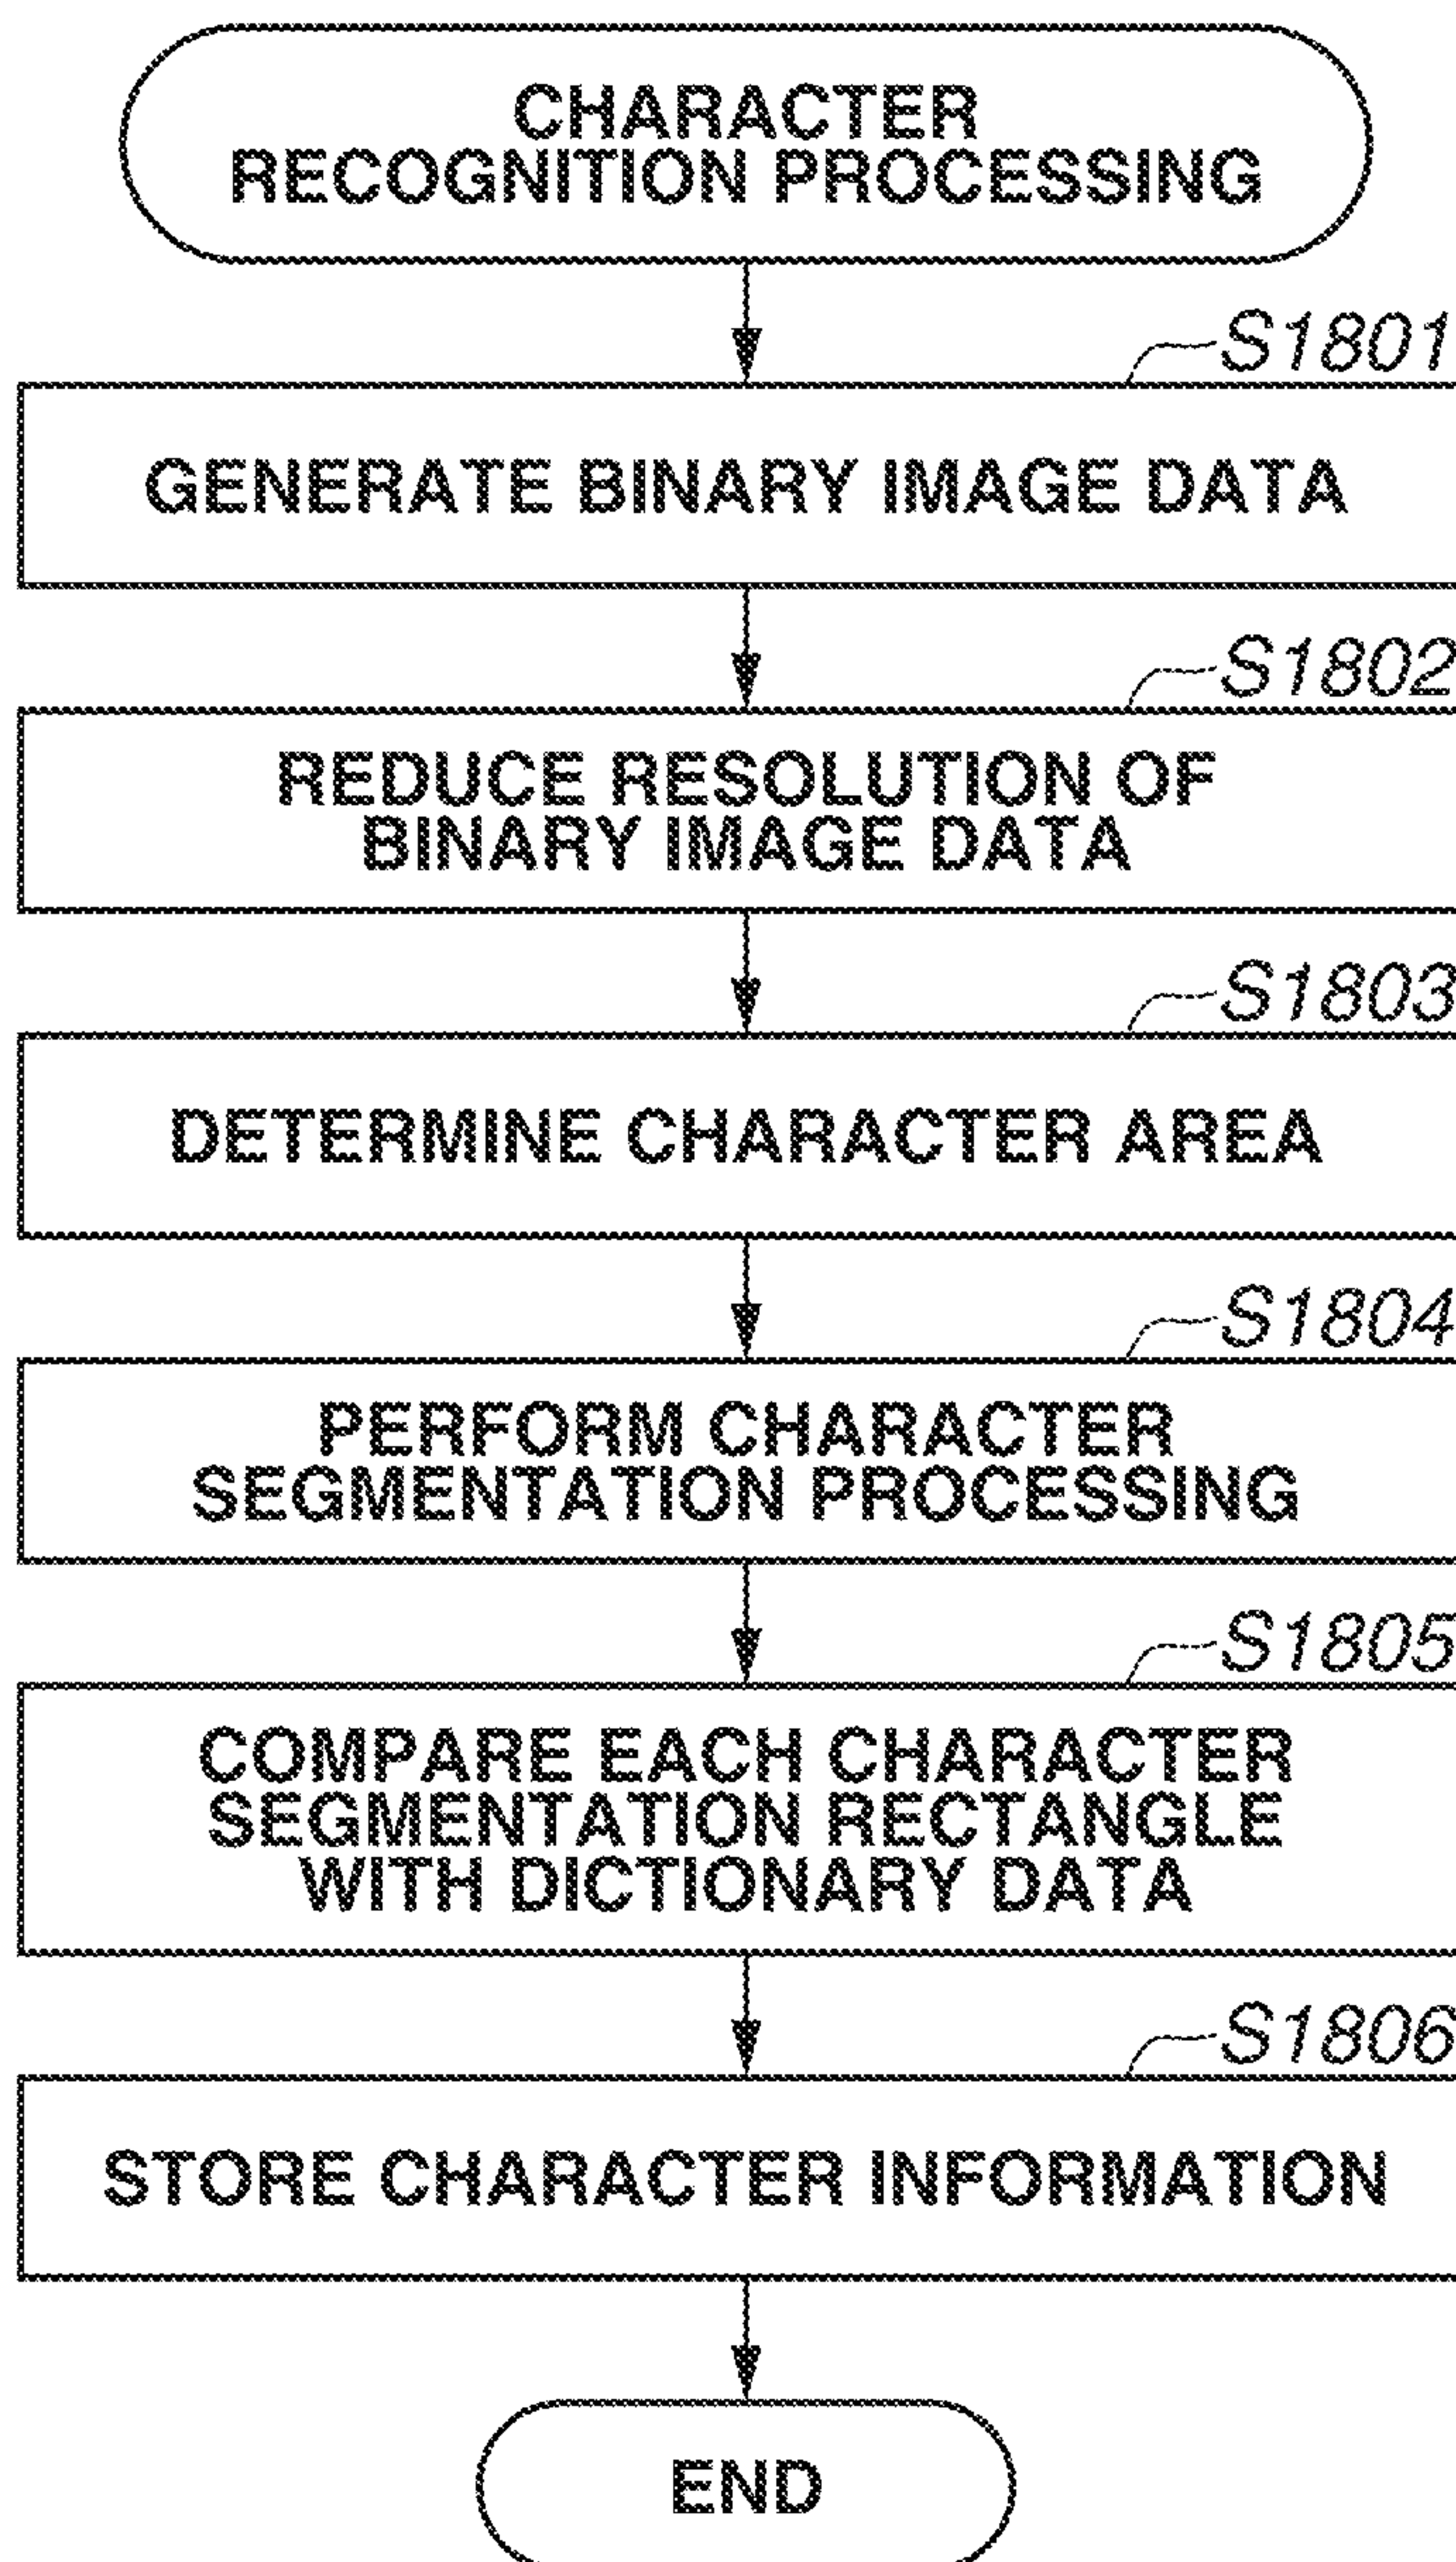 CHARACTER
RECOGNITION PROCESSING
S1801
GENERATE BINARY IMAGE DATA
S1802
REDUCE RESOLUTION OF
BINARY IMAGE DATA
S1803
DETERMINE CHARACTER AREA
S1804
PERFORM CHARACTER
SEGMENTATION PROCESSING
S1805
COMPARE EACH CHARACTER
SEGMENTATION RECTANGLE
WITH DICTIONARY DATA
S1806
STORE CHARACTER INFORMATION
END